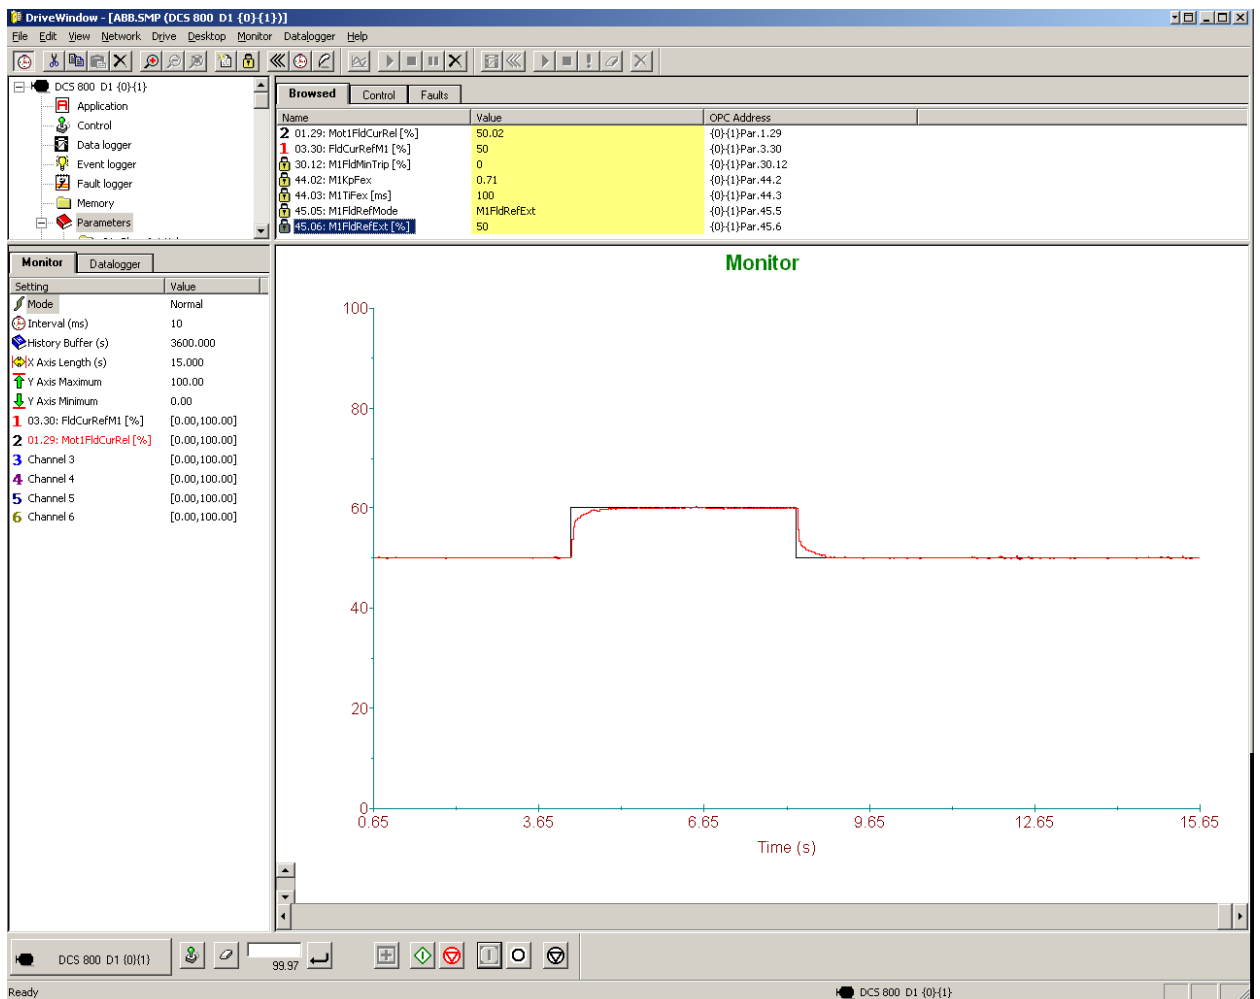 DriveWindow - [ABB.SMP (DCS 800 D1 {0}{1})]
File Edit View Network Drive Desktop Monitor Datalogger Help
DCS 800 D1 {0}{1}
Application
Control
Data logger
Event logger
Fault logger
Memory
Parameters
Browsed Control Faults
Name Value OPC Address
2 01.29: Mot1FldCurRel [%] 50.02 {0}{1}Par.1.29
1 03.30: FldCurRefM1 [%] 50 {0}{1}Par.3.30
30.12: M1FldMinTrip [%] 0 {0}{1}Par.30.12
44.02: M1KpFex 0.71 {0}{1}Par.44.2
44.03: M1TiFex [ms] 100 {0}{1}Par.44.3
45.05: M1FldRefMode M1FldRefExt {0}{1}Par.45.5
45.06: M1FldRefExt [%] 50 {0}{1}Par.45.6
Monitor Datalogger
Setting Value
Mode Normal
Interval (ms) 10
History Buffer (s) 3600.000
X Axis Length (s) 15.000
Y Axis Maximum 100.00
Y Axis Minimum 0.00
1 03.30: FldCurRefM1 [%] [0.00,100.00]
2 01.29: Mot1FldCurRel [%] [0.00,100.00]
3 Channel 3 [0.00,100.00]
4 Channel 4 [0.00,100.00]
5 Channel 5 [0.00,100.00]
6 Channel 6 [0.00,100.00]
Monitor
100
80
60
40
20
0
0.65 3.65 6.65 9.65 12.65 15.65
Time (s)
DCS 800 D1 {0}{1}
99.97
Ready
DCS 800 D1 {0}{1}